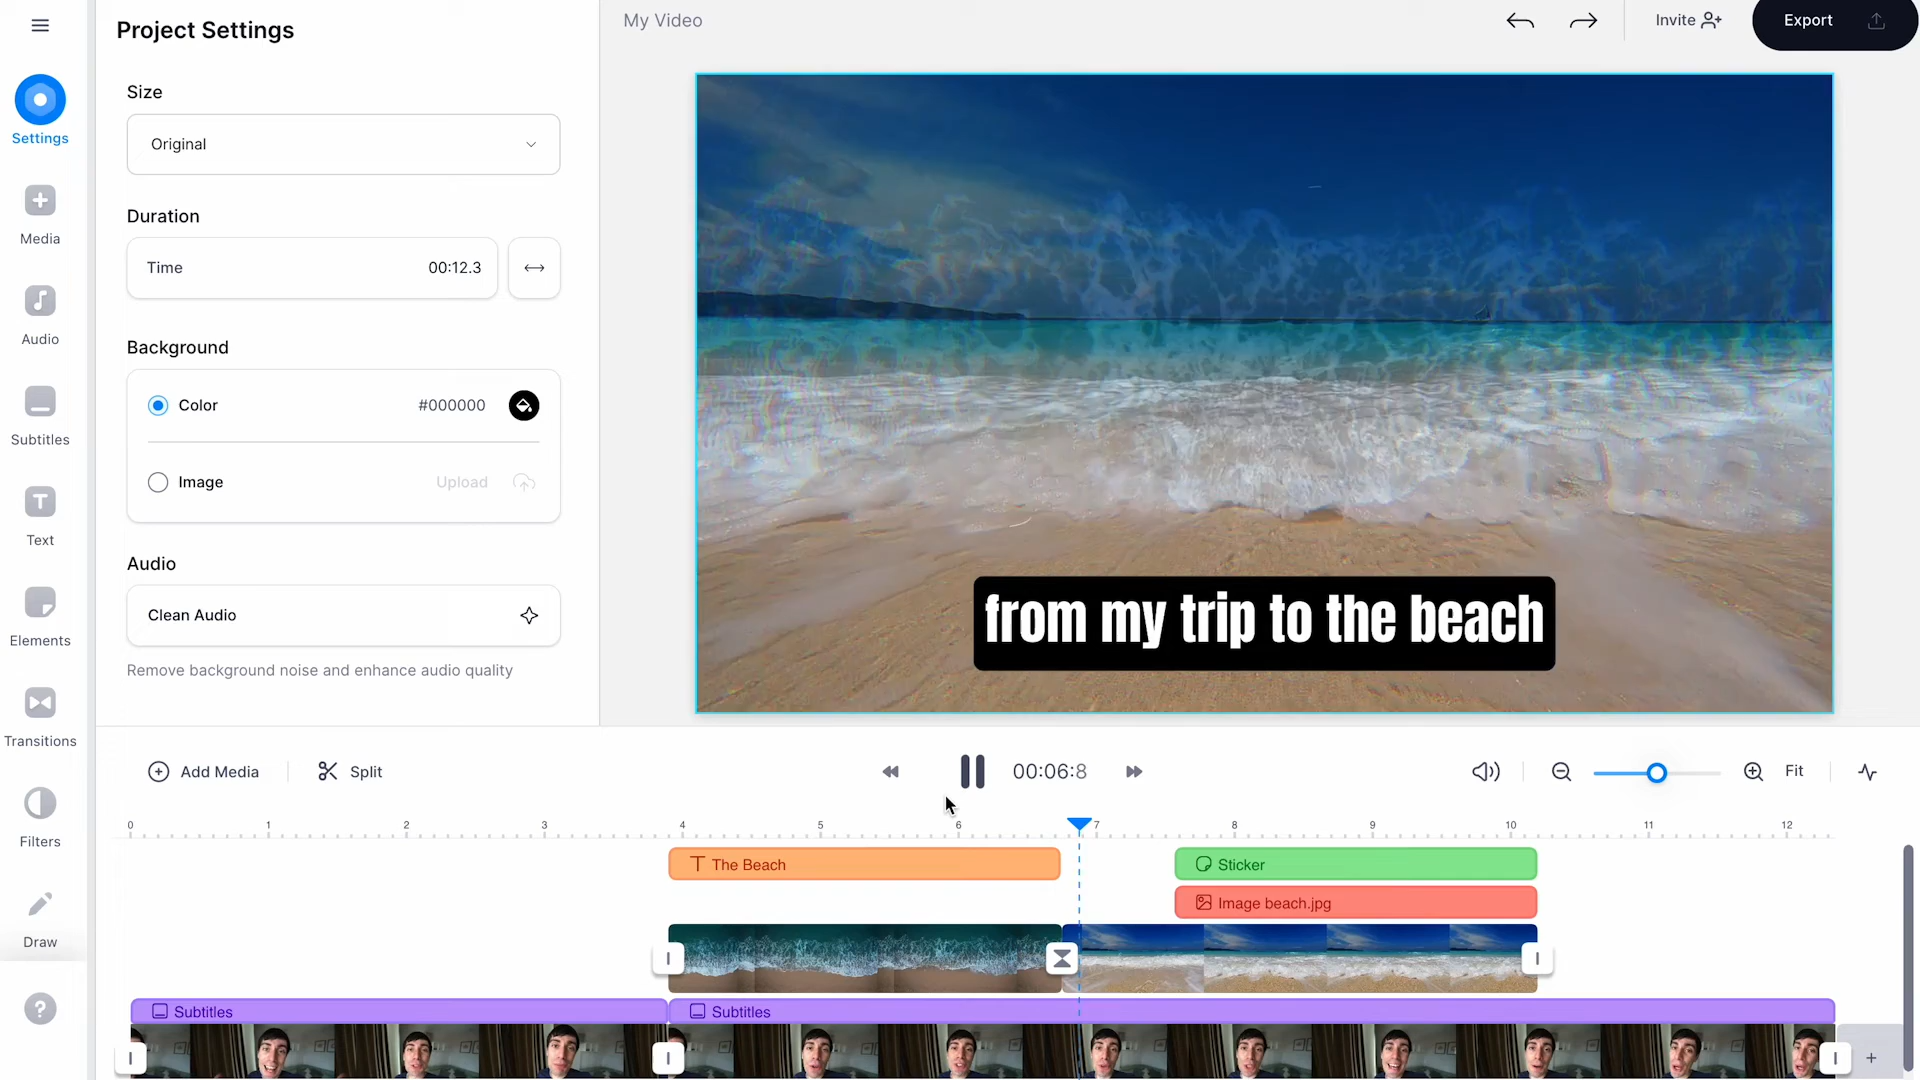 Project Settings
My Video
Invite
Export
Settings
Media
Audio
Subtitles
Text
Elements
Transitions
Filters
Draw
?
Size
Original
Duration
Time 00:12.3
Background
Color #000000
Image Upload
Audio
Clean Audio
Remove background noise and enhance audio quality
from my trip to the beach
Add Media
Split
00:06:8
Fit
0 1 2 3 4 5 6 7 8 9 10 11 12
T The Beach
Sticker
Image beach.jpg
Subtitles
Subtitles
+